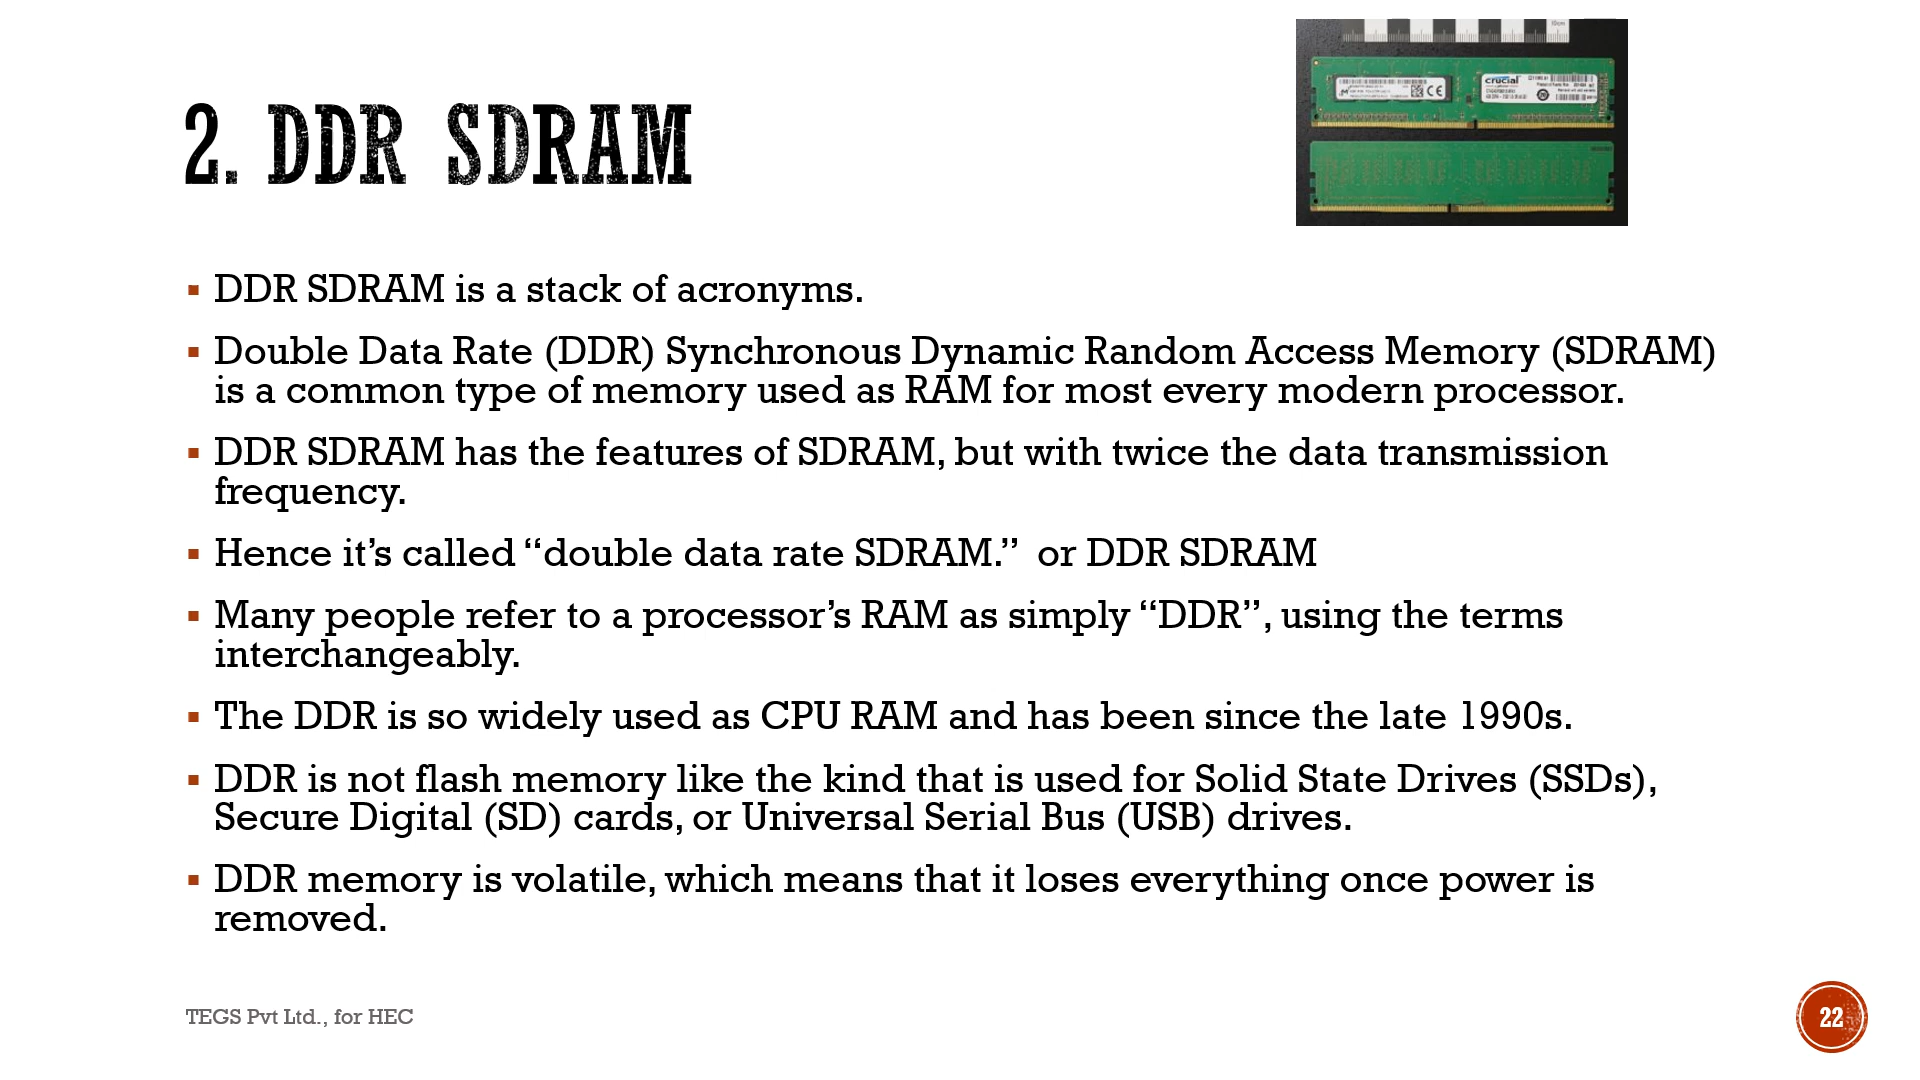 2. DDR SDRAM
crucial
▪ DDR SDRAM is a stack of acronyms.
▪ Double Data Rate (DDR) Synchronous Dynamic Random Access Memory (SDRAM)
is a common type of memory used as RAM for most every modern processor.
▪ DDR SDRAM has the features of SDRAM, but with twice the data transmission
frequency.
▪ Hence it’s called “double data rate SDRAM.”  or DDR SDRAM
▪ Many people refer to a processor’s RAM as simply “DDR”, using the terms
interchangeably.
▪ The DDR is so widely used as CPU RAM and has been since the late 1990s.
▪ DDR is not flash memory like the kind that is used for Solid State Drives (SSDs),
Secure Digital (SD) cards, or Universal Serial Bus (USB) drives.
▪ DDR memory is volatile, which means that it loses everything once power is
removed.
TEGS Pvt Ltd., for HEC
22